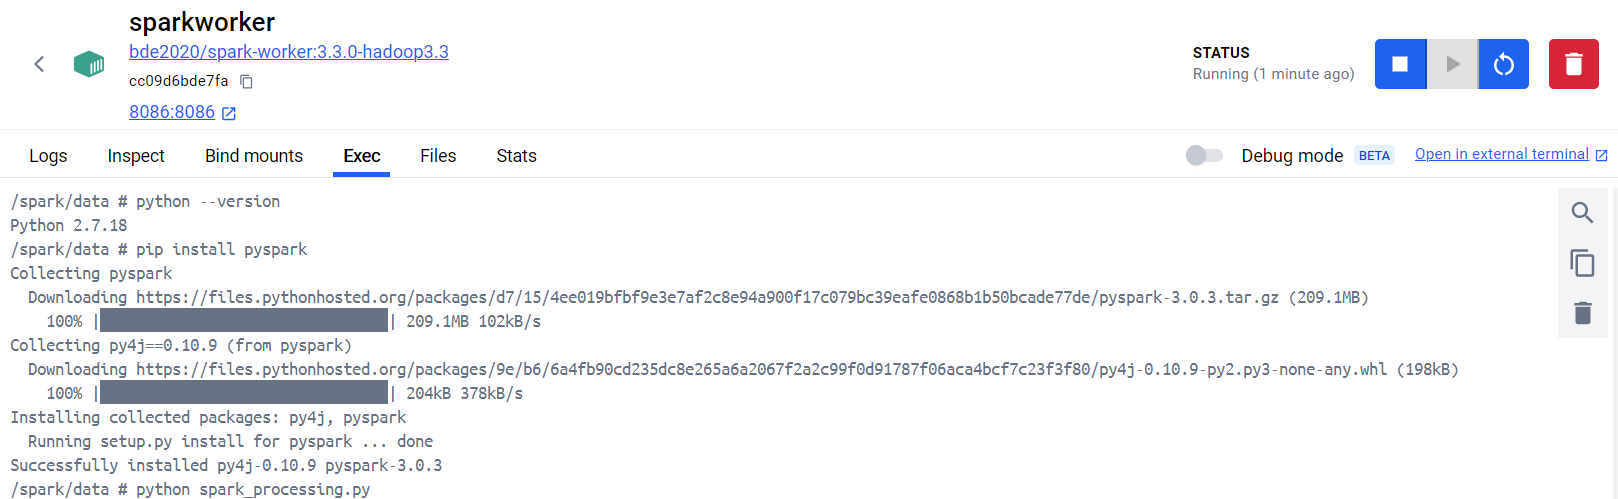 sparkworker
bde2020/spark-worker:3.3.0-hadoop3.3
cc09d6bde7fa
8086:8086
STATUS
Running (1 minute ago)
Logs Inspect Bind mounts Exec Files Stats Debug mode BETA Open in external terminal
/spark/data # python --version
Python 2.7.18
/spark/data # pip install pyspark
Collecting pyspark
  Downloading https://files.pythonhosted.org/packages/d7/15/4ee019bfbf9e3e7af2c8e94a900f17c079bc39eafe0868b1b50bcade77de/pyspark-3.0.3.tar.gz (209.1MB)
    100% |████████████████████████████████| 209.1MB 102kB/s
Collecting py4j==0.10.9 (from pyspark)
  Downloading https://files.pythonhosted.org/packages/9e/b6/6a4fb90cd235dc8e265a6a2067f2a2c99f0d91787f06aca4bcf7c23f3f80/py4j-0.10.9-py2.py3-none-any.whl (198kB)
    100% |████████████████████████████████| 204kB 378kB/s
Installing collected packages: py4j, pyspark
  Running setup.py install for pyspark ... done
Successfully installed py4j-0.10.9 pyspark-3.0.3
/spark/data # python spark_processing.py